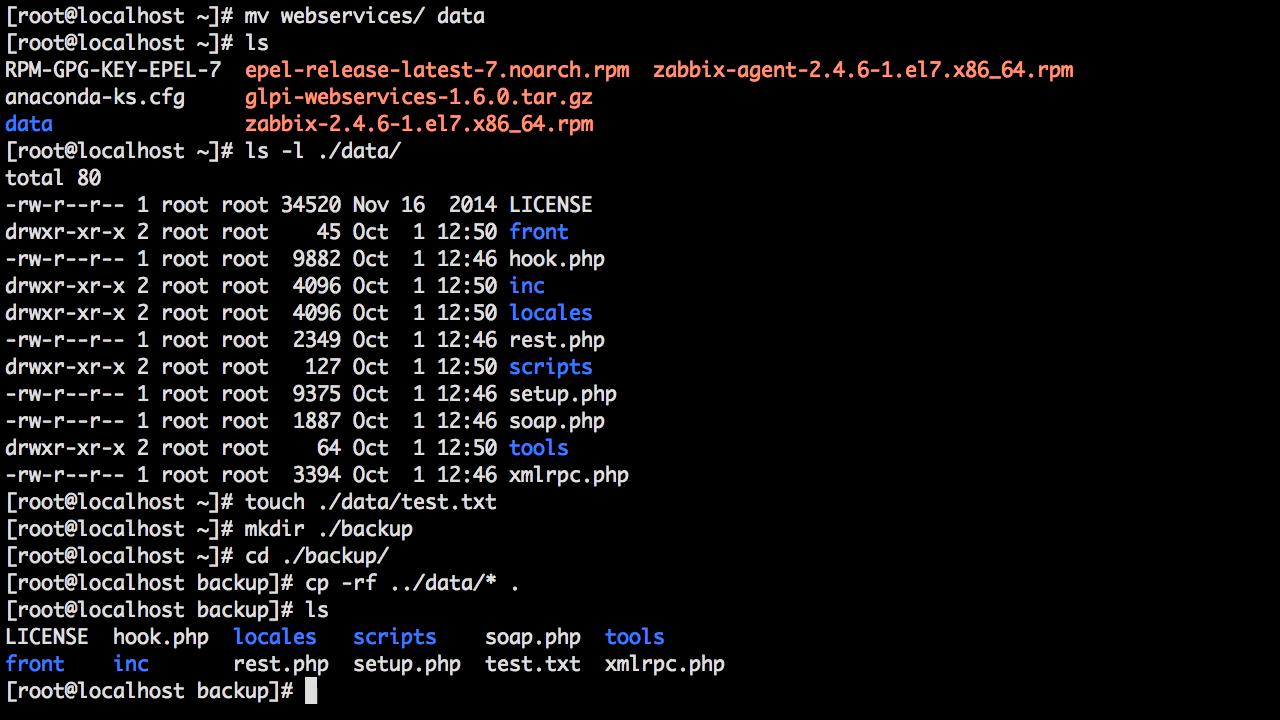 [root@localhost ~]# mv webservices/ data
[root@localhost ~]# ls
RPM-GPG-KEY-EPEL-7  epel-release-latest-7.noarch.rpm  zabbix-agent-2.4.6-1.el7.x86_64.rpm
anaconda-ks.cfg     glpi-webservices-1.6.0.tar.gz
data                zabbix-2.4.6-1.el7.x86_64.rpm
[root@localhost ~]# ls -l ./data/
total 80
-rw-r--r-- 1 root root 34520 Nov 16  2014 LICENSE
drwxr-xr-x 2 root root    45 Oct  1 12:50 front
-rw-r--r-- 1 root root  9882 Oct  1 12:46 hook.php
drwxr-xr-x 2 root root  4096 Oct  1 12:50 inc
drwxr-xr-x 2 root root  4096 Oct  1 12:50 locales
-rw-r--r-- 1 root root  2349 Oct  1 12:46 rest.php
drwxr-xr-x 2 root root   127 Oct  1 12:50 scripts
-rw-r--r-- 1 root root  9375 Oct  1 12:46 setup.php
-rw-r--r-- 1 root root  1887 Oct  1 12:46 soap.php
drwxr-xr-x 2 root root    64 Oct  1 12:50 tools
-rw-r--r-- 1 root root  3394 Oct  1 12:46 xmlrpc.php
[root@localhost ~]# touch ./data/test.txt
[root@localhost ~]# mkdir ./backup
[root@localhost ~]# cd ./backup/
[root@localhost backup]# cp -rf ../data/* .
[root@localhost backup]# ls
LICENSE  hook.php  locales   scripts    soap.php  tools
front    inc       rest.php  setup.php  test.txt  xmlrpc.php
[root@localhost backup]#